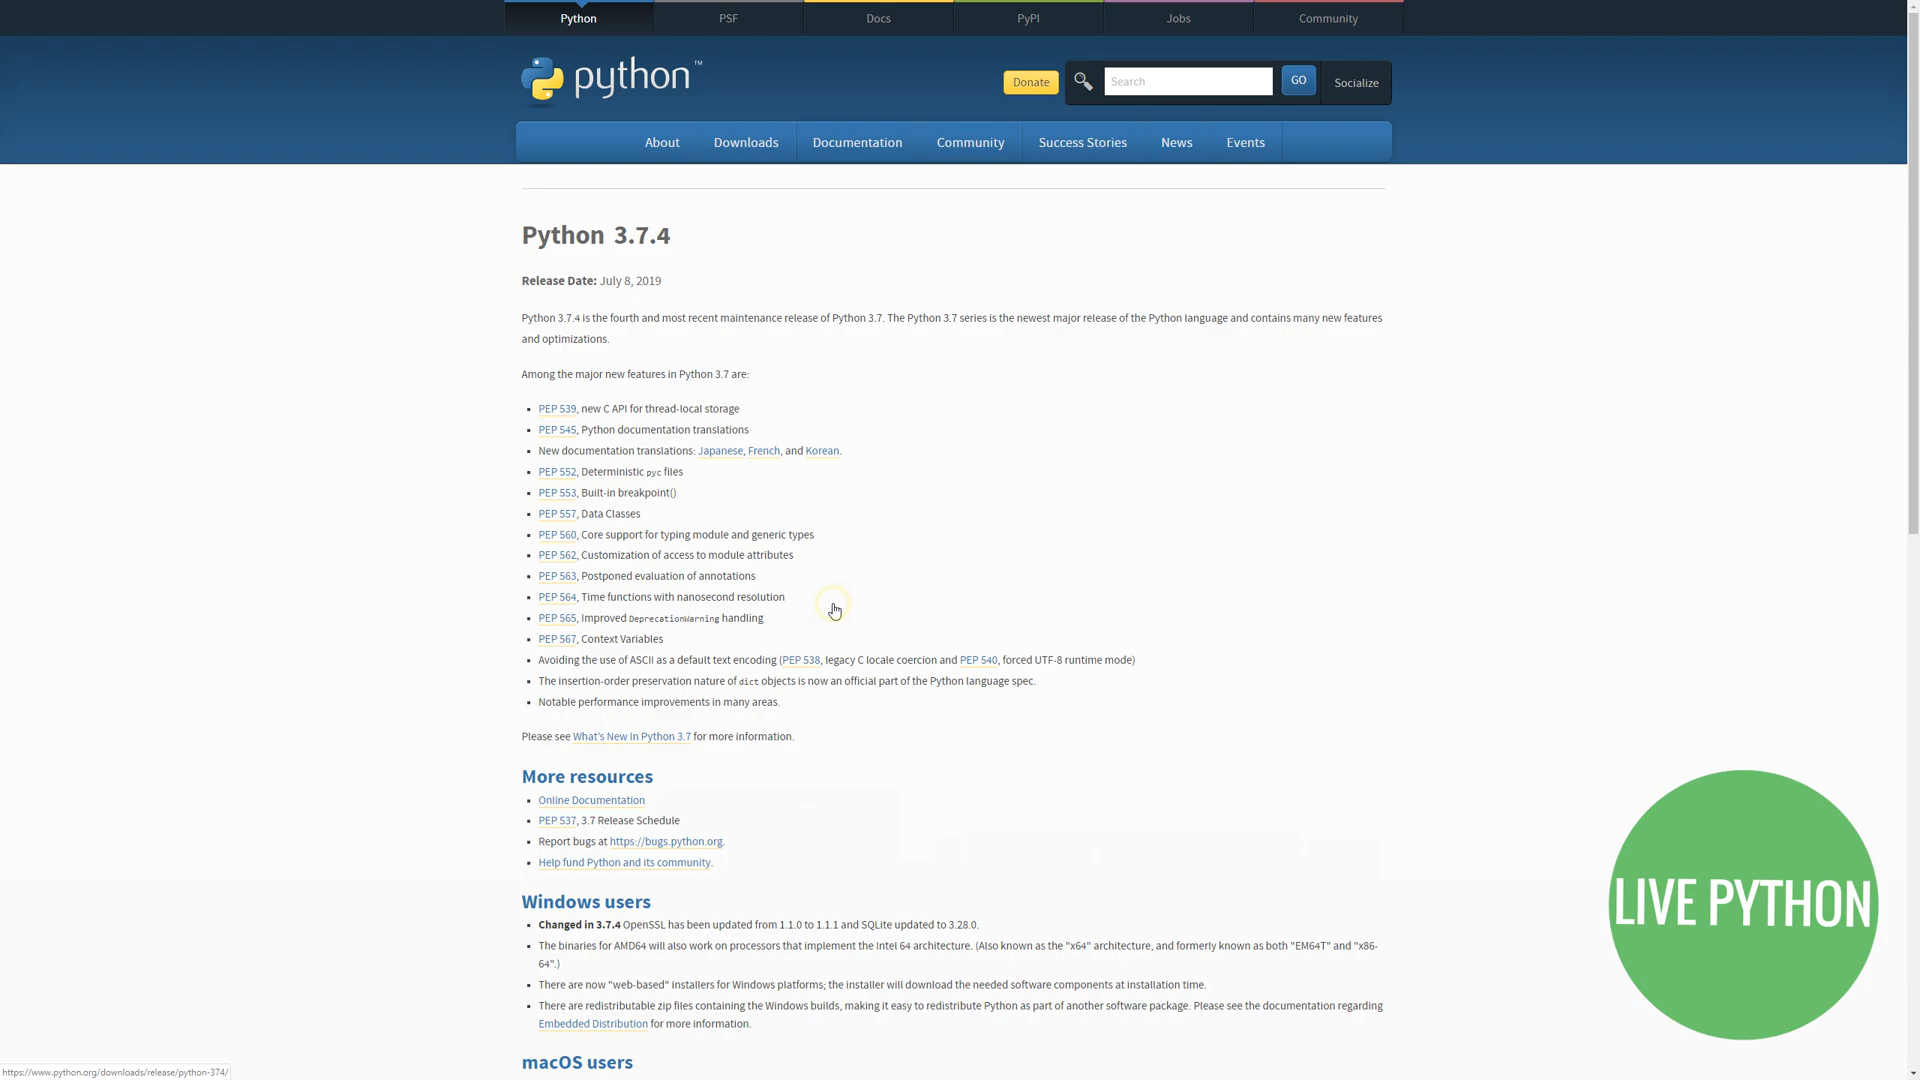 Python PSF Docs PyPI Jobs Community
python™
Donate Search GO Socialize
About Downloads Documentation Community Success Stories News Events
Python 3.7.4
Release Date: July 8, 2019
Python 3.7.4 is the fourth and most recent maintenance release of Python 3.7. The Python 3.7 series is the newest major release of the Python language and contains many new features
and optimizations.
Among the major new features in Python 3.7 are:
▪ PEP 539, new C API for thread-local storage
▪ PEP 545, Python documentation translations
▪ New documentation translations: Japanese, French, and Korean.
▪ PEP 552, Deterministic pyc files
▪ PEP 553, Built-in breakpoint()
▪ PEP 557, Data Classes
▪ PEP 560, Core support for typing module and generic types
▪ PEP 562, Customization of access to module attributes
▪ PEP 563, Postponed evaluation of annotations
▪ PEP 564, Time functions with nanosecond resolution
▪ PEP 565, Improved DeprecationWarning handling
▪ PEP 567, Context Variables
▪ Avoiding the use of ASCII as a default text encoding (PEP 538, legacy C locale coercion and PEP 540, forced UTF-8 runtime mode)
▪ The insertion-order preservation nature of dict objects is now an official part of the Python language spec.
▪ Notable performance improvements in many areas.
Please see What's New In Python 3.7 for more information.
More resources
▪ Online Documentation
▪ PEP 537, 3.7 Release Schedule
▪ Report bugs at https://bugs.python.org.
▪ Help fund Python and its community.
Windows users
▪ Changed in 3.7.4 OpenSSL has been updated from 1.1.0 to 1.1.1 and SQLite updated to 3.28.0.
▪ The binaries for AMD64 will also work on processors that implement the Intel 64 architecture. (Also known as the "x64" architecture, and formerly known as both "EM64T" and "x86-
64".)
▪ There are now "web-based" installers for Windows platforms; the installer will download the needed software components at installation time.
▪ There are redistributable zip files containing the Windows builds, making it easy to redistribute Python as part of another software package. Please see the documentation regarding
Embedded Distribution for more information.
macOS users
LIVE PYTHON
https://www.python.org/downloads/release/python-374/